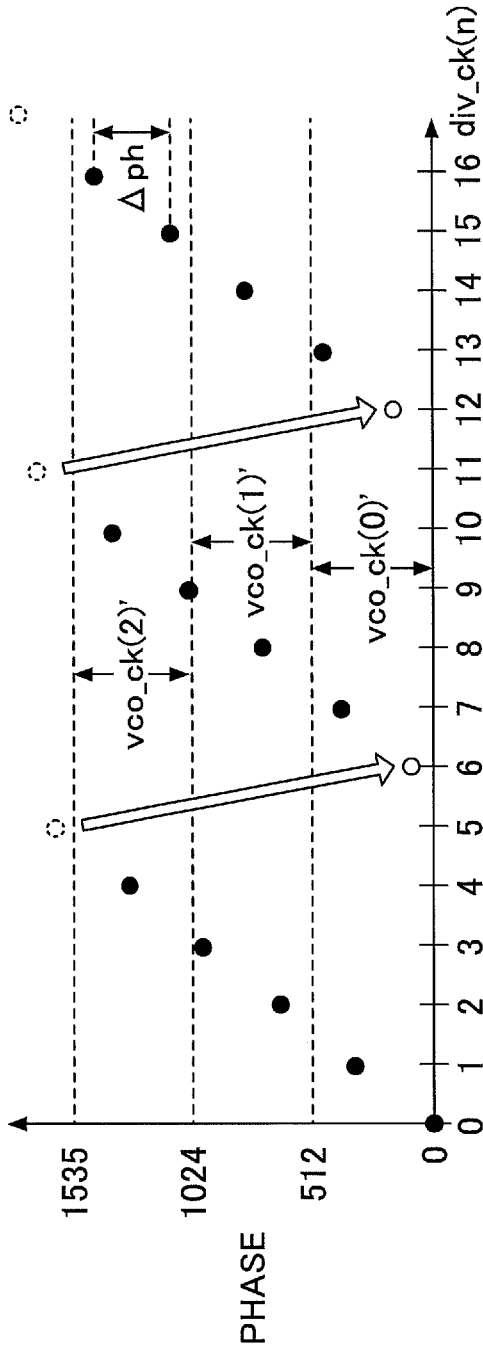 PHASE
1535
1024
512
0
vco_ck(2)'
vco_ck(1)'
vco_ck(0)'
Δph
0 1 2 3 4 5 6 7 8 9 10 11 12 13 14 15 16 div_ck(n)